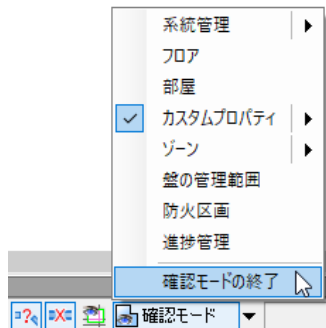 系統管理
フロア
部屋
カスタムプロパティ
ゾーン
盤の管理範囲
防火区画
進捗管理
確認モードの終了
確認モード